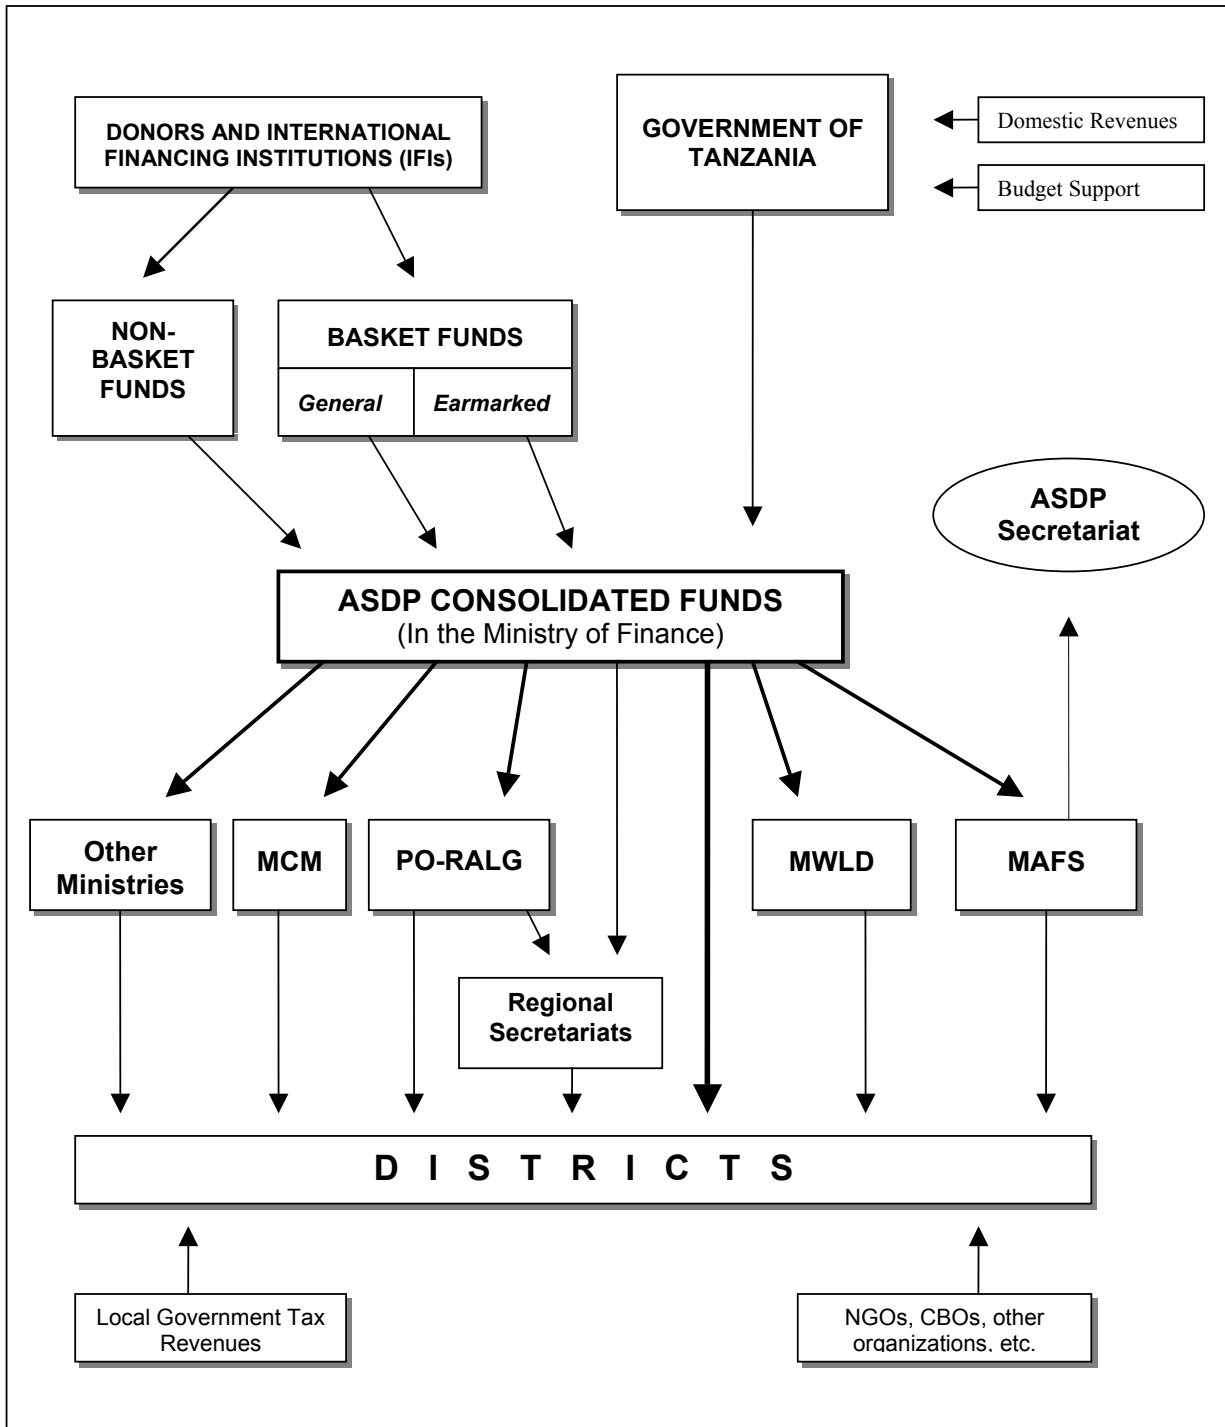 DONORS AND INTERNATIONAL
FINANCING INSTITUTIONS (IFIs)
GOVERNMENT OF
TANZANIA
Domestic Revenues
Budget Support
NON-
BASKET
FUNDS
BASKET FUNDS
General
Earmarked
ASDP
Secretariat
ASDP CONSOLIDATED FUNDS
(In the Ministry of Finance)
Other
Ministries
MCM
PO-RALG
MWLD
MAFS
Regional
Secretariats
D I S T R I C T S
Local Government Tax
Revenues
NGOs, CBOs, other
organizations, etc.